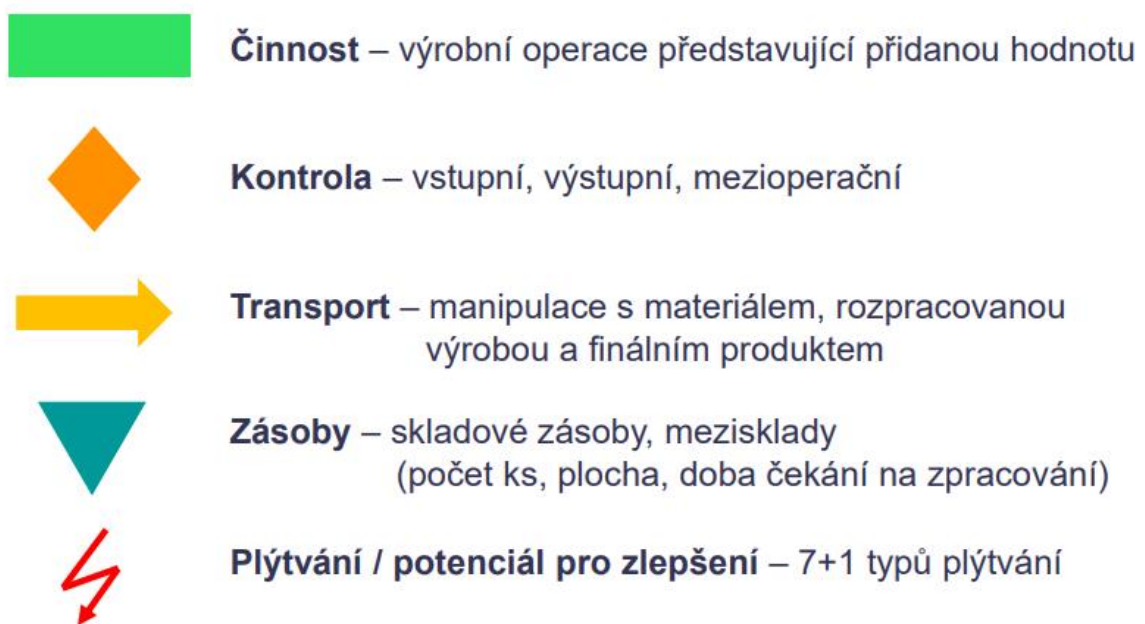 Činnost – výrobní operace představující přidanou hodnotu
Kontrola – vstupní, výstupní, mezioperační
Transport – manipulace s materiálem, rozpracovanou
výrobou a finálním produktem
Zásoby – skladové zásoby, mezisklady
(počet ks, plocha, doba čekání na zpracování)
Plýtvání / potenciál pro zlepšení – 7+1 typů plýtvání